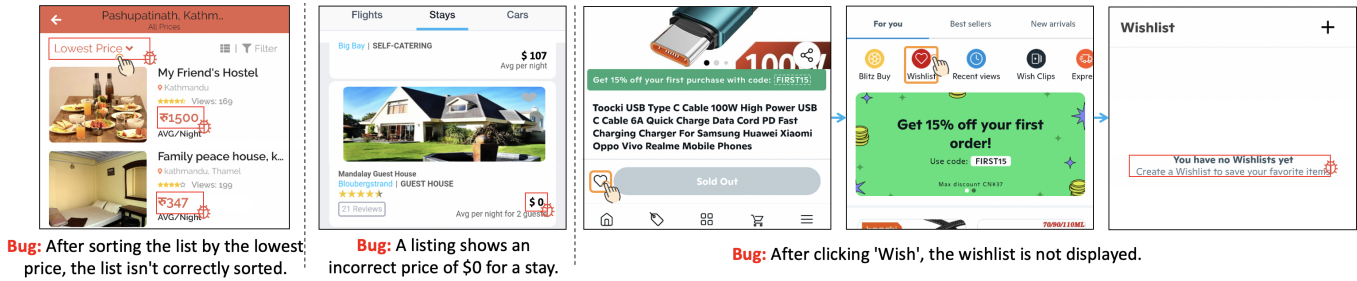 Pashupatinath, Kathm...
All Prices
Lowest Price
Filter
My Friend's Hostel
Kathmandu
Views: 169
रु1500
AVG/Night
Family peace house, k...
kathmandu, Thamel
Views: 199
रु347
AVG/Night
Bug: After sorting the list by the lowest
price, the list isn't correctly sorted.
Flights
Stays
Cars
Big Bay | SELF-CATERING
$ 107
Avg per night
Mandalay Guest House
Bloubergstrand | GUEST HOUSE
21 Reviews
$ 0
Avg per night for 2 guests
Bug: A listing shows an
incorrect price of $0 for a stay.
100W
Get 15% off your first purchase with code: FIRST15
Toocki USB Type C Cable 100W High Power USB
C Cable 6A Quick Charge Data Cord PD Fast
Charging Charger For Samsung Huawei Xiaomi
Oppo Vivo Realme Mobile Phones
Sold Out
For you
Best sellers
New arrivals
Blitz Buy
Wishlist
Recent views
Wish Clips
Expre
Get 15% off your first
order!
Use code: FIRST15
Max discount CN¥37
70/90/110ML
Wishlist
You have no Wishlists yet
Create a Wishlist to save your favorite items
Bug: After clicking 'Wish', the wishlist is not displayed.